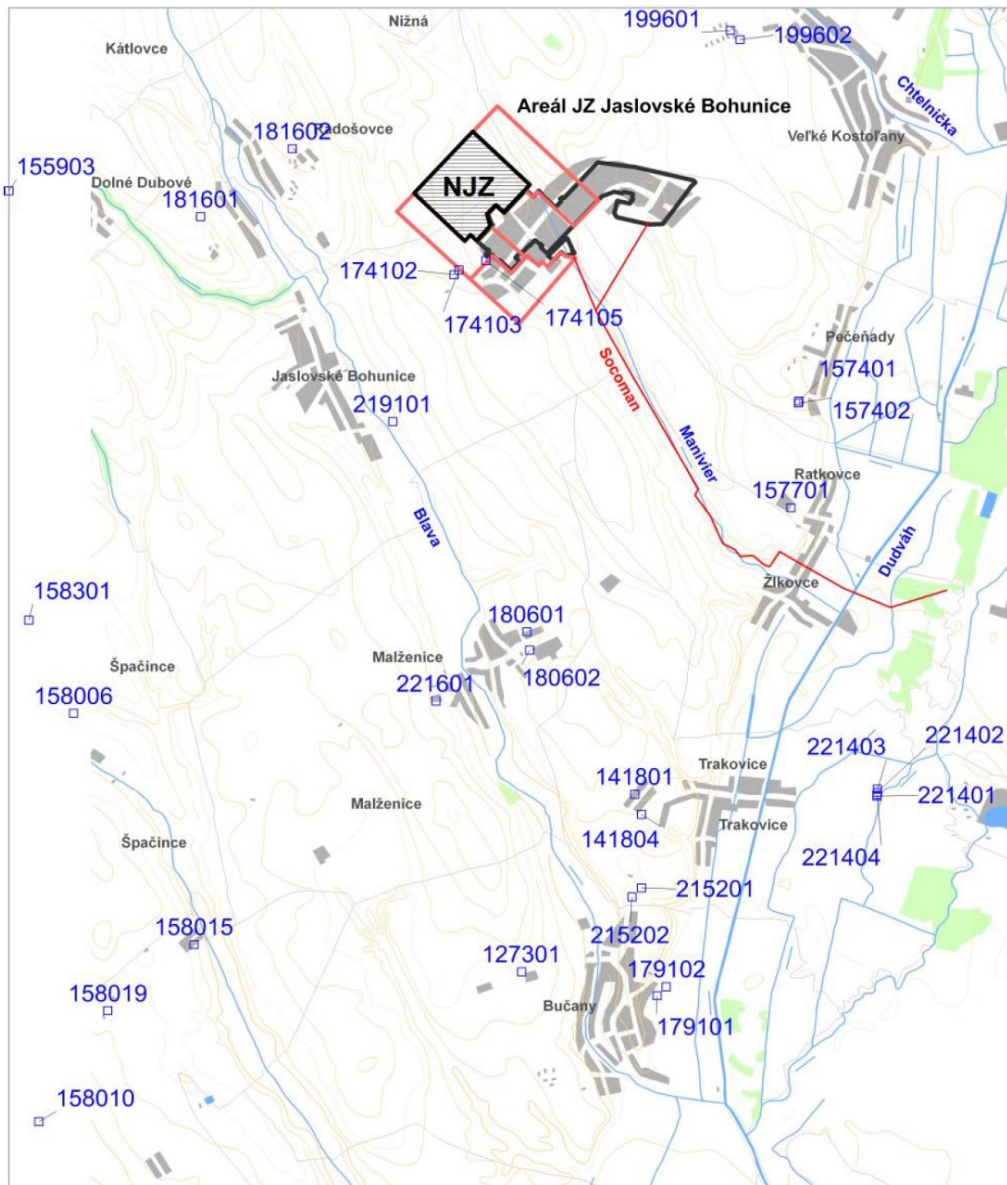 Nižná
199601
199602
Kátlovce
Chtelnička
Areál JZ Jaslovské Bohunice
181602
Radošovce
Veľké Kostoľany
155903
Dolné Dubové
NJZ
181601
174102
174103
174105
Pečeňady
Socoman
157401
Jaslovské Bohunice
157402
219101
Manivier
Ratkovce
157701
Blava
Dudváh
Žlkovce
158301
180601
Špačince
Malženice
180602
158006
221601
221402
221403
Trakovice
141801
221401
Malženice
Trakovice
141804
Špačince
221404
215201
158015
215202
127301
179102
158019
Bučany
179101
158010